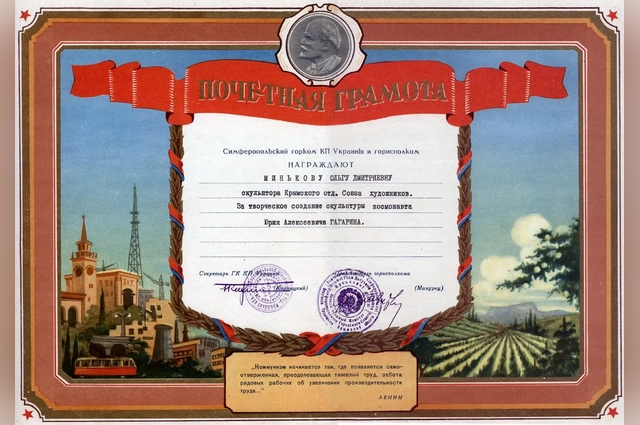 ПОЧЕТНАЯ ГРАМОТА
Симферопольский горком КП Украины и горисполком
НАГРАЖДАЮТ
МИНЬКОВУ ОЛЬГУ ДМИТРИЕВНУ
скульптора Крымского отд. Союза художников.
За творческое создание скульптуры космонавта
Юрия Алексеевича ГАГАРИНА.
Секретарь ГК КП Украины горисполкома
„Коммунизм начинается там, где появляется само-
отверженная, преодолевающая тяжелый труд, забота
рядовых рабочих об увеличении производительности
труда..."
ЛЕНИН